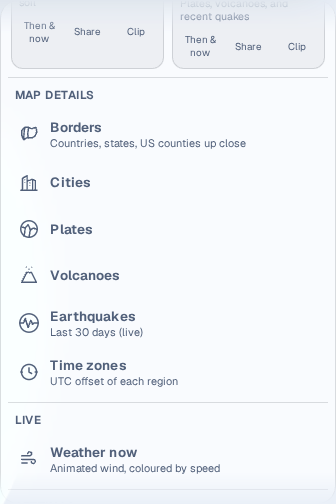 soil
Plates, volcanoes, and
recent quakes
Then &
now
Share
Clip
Then &
now
Share
Clip
MAP DETAILS
Borders
Countries, states, US counties up close
Cities
Plates
Volcanoes
Earthquakes
Last 30 days (live)
Time zones
UTC offset of each region
LIVE
Weather now
Animated wind, coloured by speed